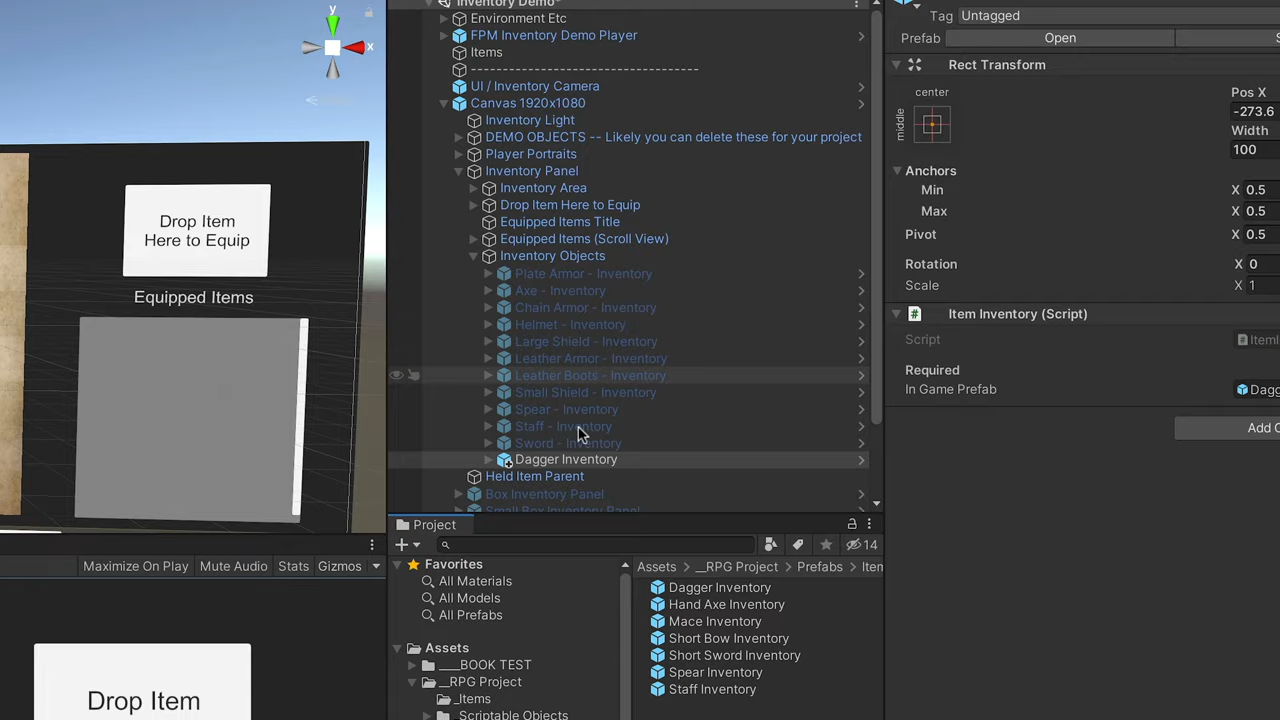 y
x
Drop Item
Here to Equip
Equipped Items
Maximize On Play
Mute Audo
Stats
Gizmos
Drop Item
Inventory Demo*
Environment Etc
FPM Inventory Demo Player
Items
------------------------------------
UI / Inventory Camera
Canvas 1920x1080
Inventory Light
DEMO OBJECTS -- Likely you can delete these for your project
Player Portraits
Inventory Panel
Inventory Area
Drop Item Here to Equip
Equipped Items Title
Equipped Items (Scroll View)
Inventory Objects
Plate Armor - Inventory
Axe - Inventory
Chain Armor - Inventory
Helmet - Inventory
Large Shield - Inventory
Leather Armor - Inventory
Leather Boots - Inventory
Small Shield - Inventory
Spear - Inventory
Staff - Inventory
Sword - Inventory
Dagger Inventory
Held Item Parent
Box Inventory Panel
Small Box Inventory Panel
Project
14
Favorites
All Materials
All Models
All Prefabs
Assets
___BOOK TEST
__RPG Project
_Items
Scriptable Objects
Assets > __RPG Project > Prefabs > Iten
Dagger Inventory
Hand Axe Inventory
Mace Inventory
Short Bow Inventory
Short Sword Inventory
Spear Inventory
Staff Inventory
Tag Untagged
Prefab Open S
Rect Transform
center
middle
Pos X
-273.6
Width
100
Anchors
Min X 0.5
Max X 0.5
Pivot X 0.5
Rotation X 0
Scale X 1
# Item Inventory (Script)
Script ItemI
Required
In Game Prefab Dagg
Add C